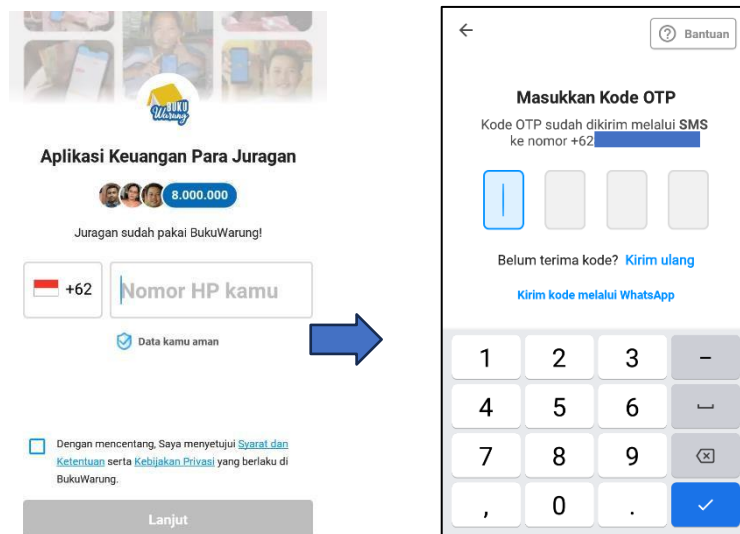 BUKU
Warung
Aplikasi Keuangan Para Juragan
8.000.000
Juragan sudah pakai BukuWarung!
+62 Nomor HP kamu
Data kamu aman
Dengan mencentang, Saya menyetujui Syarat dan
Ketentuan serta Kebijakan Privasi yang berlaku di
BukuWarung.
Lanjut
Bantuan
Masukkan Kode OTP
Kode OTP sudah dikirim melalui SMS
ke nomor +62
Belum terima kode? Kirim ulang
Kirim kode melalui WhatsApp
1 2 3 –
4 5 6
7 8 9
, 0 .